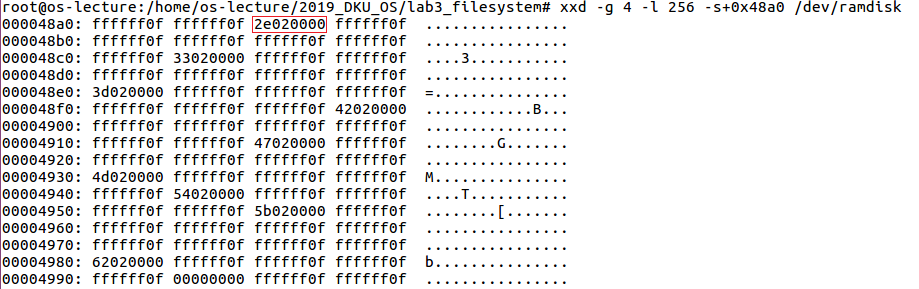 root@os-lecture:/home/os-lecture/2019_DKU_OS/lab3_filesystem# xxd -g 4 -l 256 -s+0x48a0 /dev/ramdisk
000048a0: ffffff0f ffffff0f 2e020000 ffffff0f  ................
000048b0: ffffff0f ffffff0f ffffff0f ffffff0f  ................
000048c0: ffffff0f 33020000 ffffff0f ffffff0f  ....3...........
000048d0: ffffff0f ffffff0f ffffff0f ffffff0f  ................
000048e0: 3d020000 ffffff0f ffffff0f ffffff0f  =...............
000048f0: ffffff0f ffffff0f ffffff0f 42020000  ............B...
00004900: ffffff0f ffffff0f ffffff0f ffffff0f  ................
00004910: ffffff0f ffffff0f 47020000 ffffff0f  ........G.......
00004920: ffffff0f ffffff0f ffffff0f ffffff0f  ................
00004930: 4d020000 ffffff0f ffffff0f ffffff0f  M...............
00004940: ffffff0f 54020000 ffffff0f ffffff0f  ....T...........
00004950: ffffff0f ffffff0f 5b020000 ffffff0f  ........[.......
00004960: ffffff0f ffffff0f ffffff0f ffffff0f  ................
00004970: ffffff0f ffffff0f ffffff0f ffffff0f  ................
00004980: 62020000 ffffff0f ffffff0f ffffff0f  b...............
00004990: ffffff0f 00000000 ffffff0f ffffff0f  ................